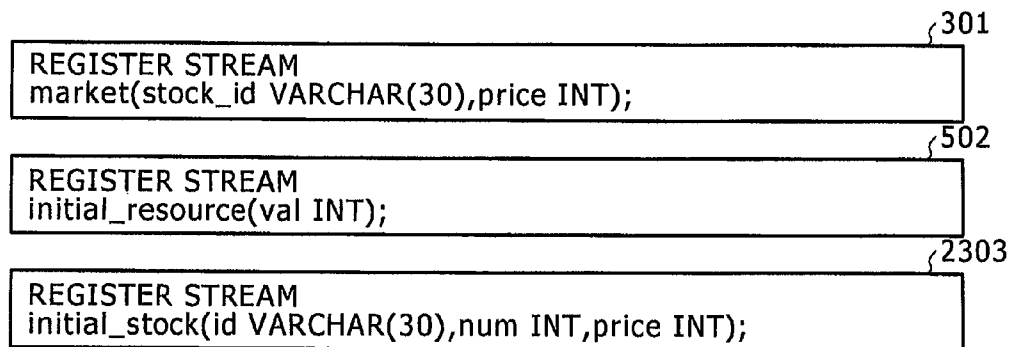 301
REGISTER STREAM
market(stock_id VARCHAR(30),price INT);
502
REGISTER STREAM
initial_resource(val INT);
2303
REGISTER STREAM
initial_stock(id VARCHAR(30),num INT,price INT);